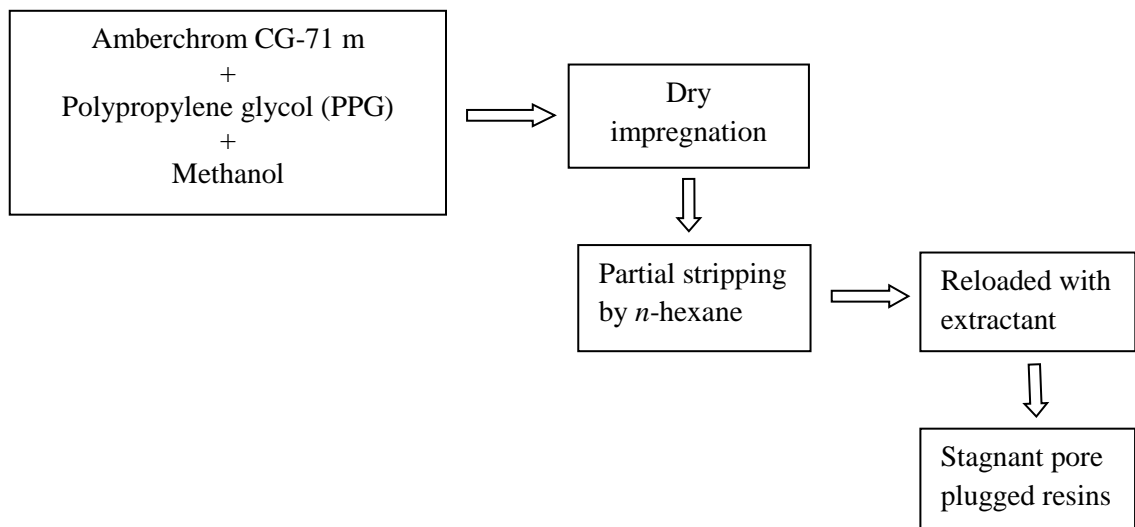 Amberchrom CG-71 m
+
Polypropylene glycol (PPG)
+
Methanol
Dry
impregnation
Partial stripping
by n-hexane
Reloaded with
extractant
Stagnant pore
plugged resins